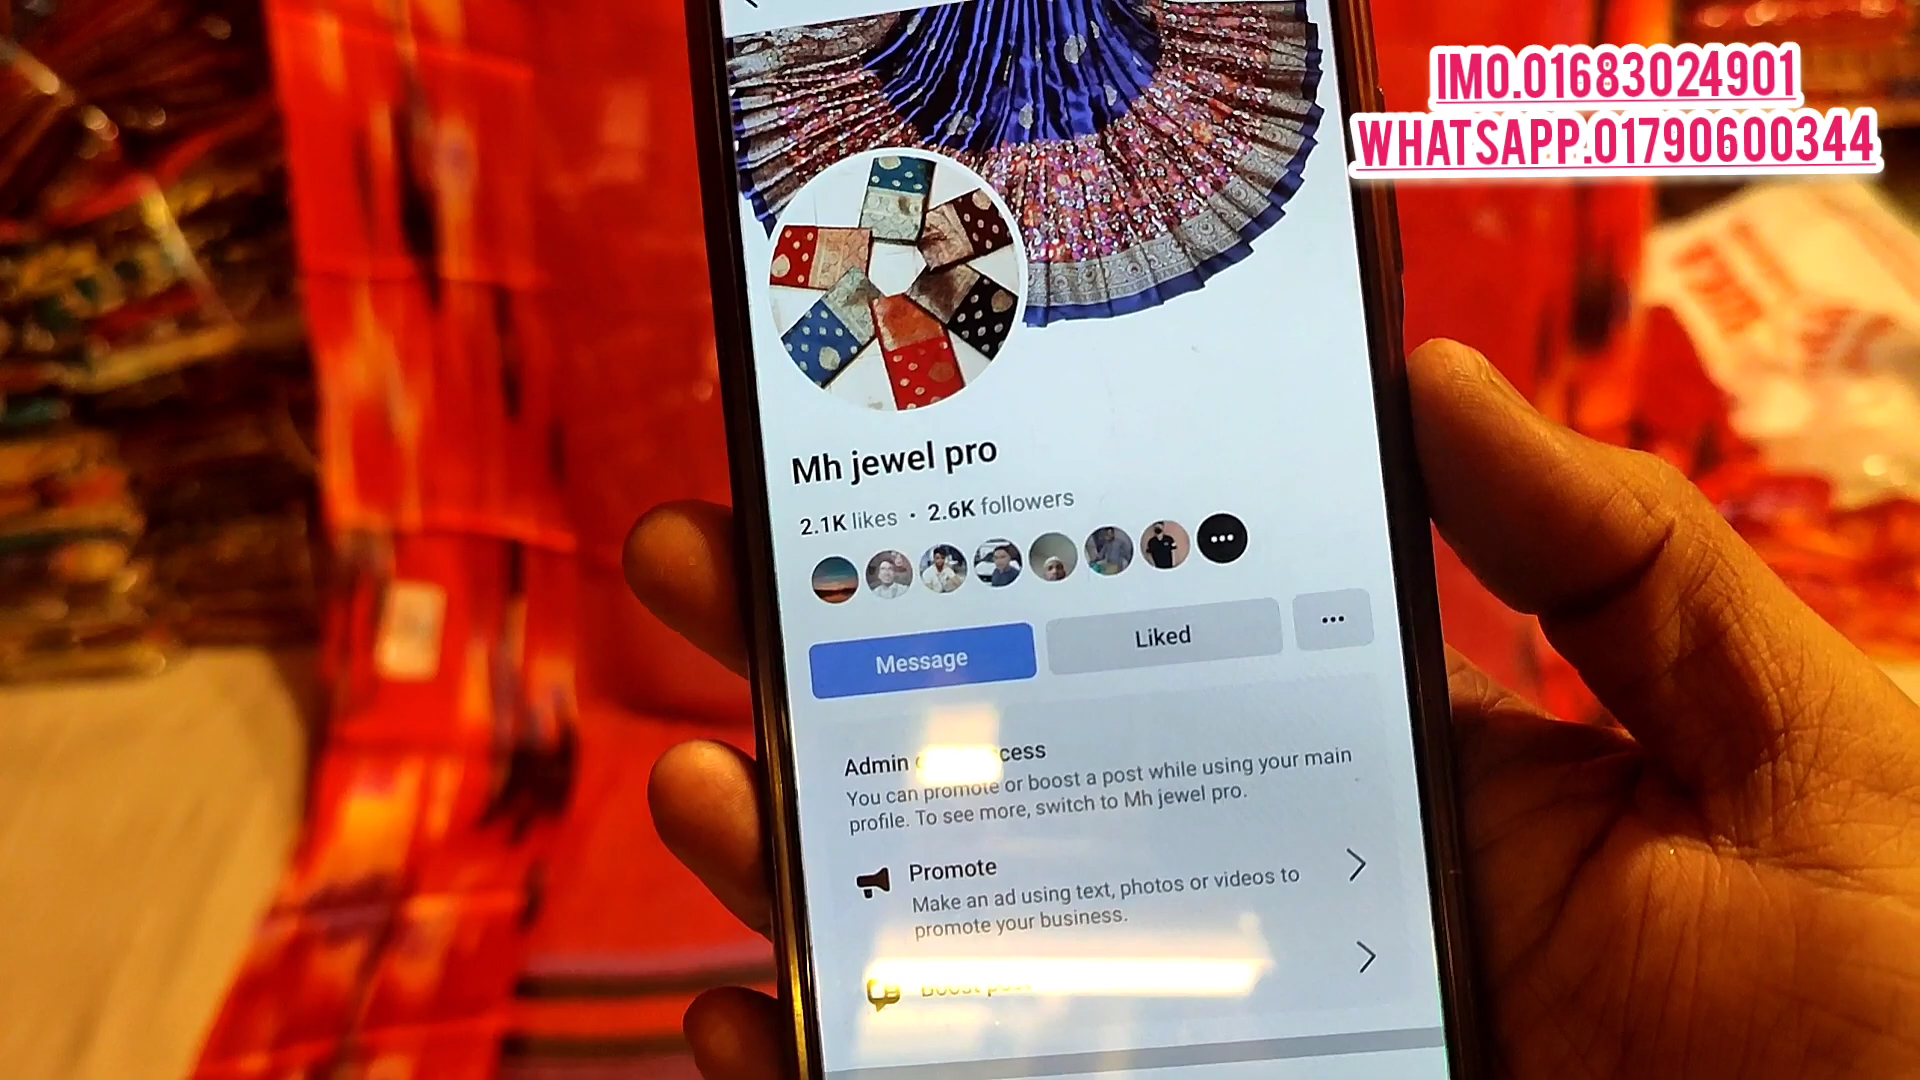 IMO.01683024901
WHATSAPP.01790600344
Mh jewel pro
2.1K likes · 2.6K followers
Message
Liked
Admin
You can promote or boost a post while using your main
profile. To see more, switch to Mh jewel pro.
Promote
Make an ad using text, photos or videos to
promote your business.